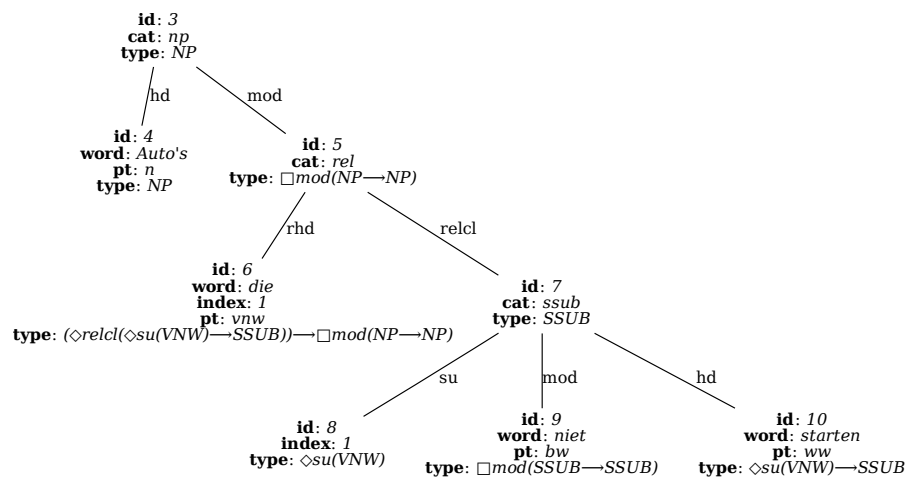 id: 3
cat: np
type: NP
hd
mod
id: 4
word: Auto's
pt: n
type: NP
id: 5
cat: rel
type: □mod(NP⟶NP)
rhd
relcl
id: 6
word: die
index: 1
pt: vnw
type: (◇relcl(◇su(VNW)⟶SSUB))⟶□mod(NP⟶NP)
id: 7
cat: ssub
type: SSUB
su
mod
hd
id: 8
index: 1
type: ◇su(VNW)
id: 9
word: niet
pt: bw
type: □mod(SSUB⟶SSUB)
id: 10
word: starten
pt: ww
type: ◇su(VNW)⟶SSUB